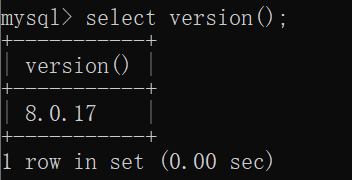 mysql> select version();
+-----------+
| version() |
+-----------+
| 8.0.17    |
+-----------+
1 row in set (0.00 sec)